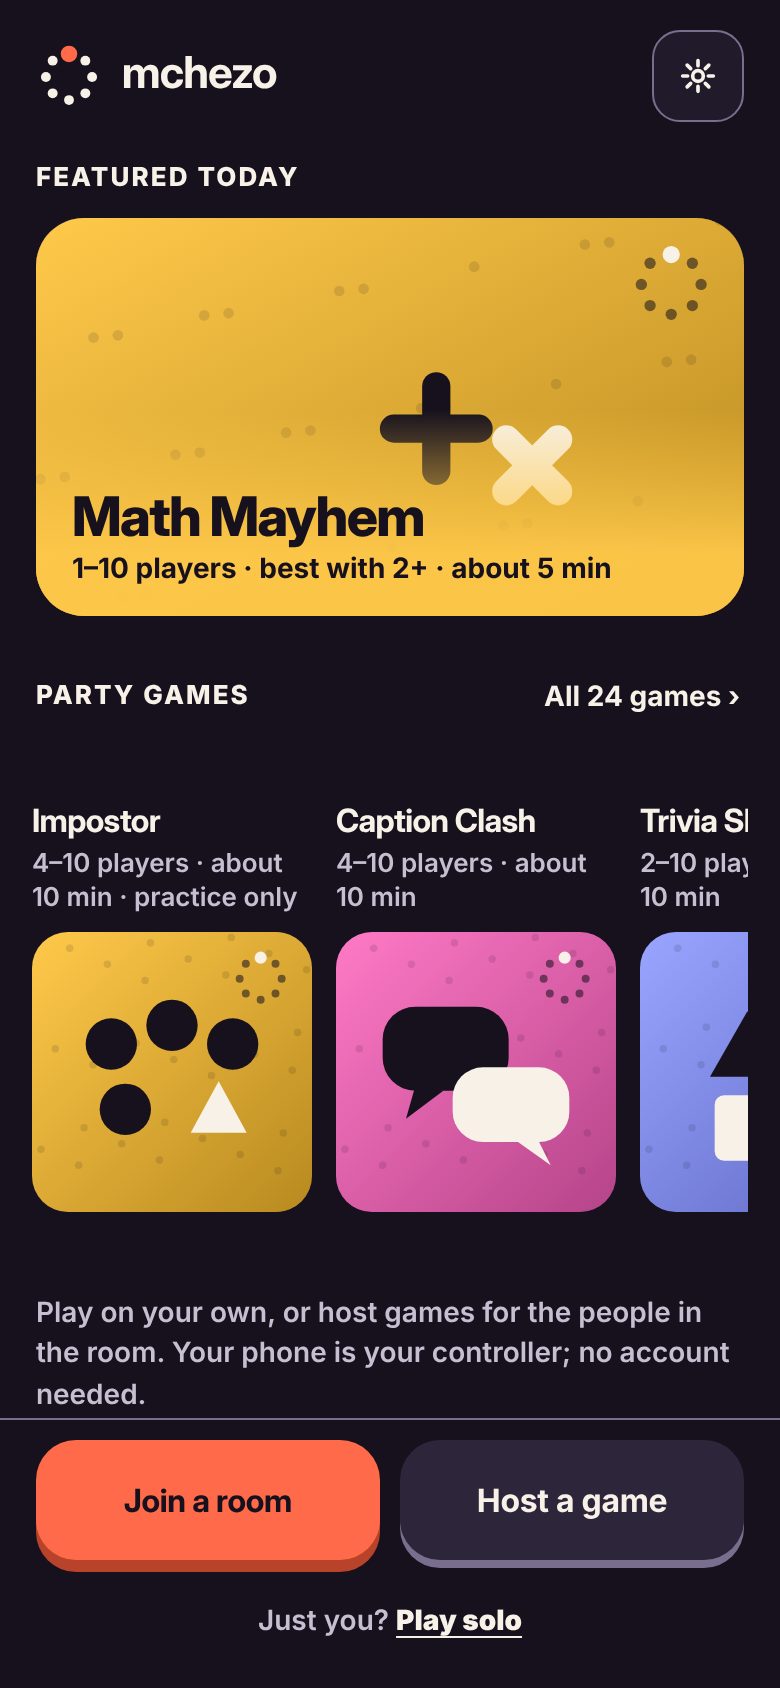 mchezo
FEATURED TODAY
Math Mayhem
1–10 players · best with 2+ · about 5 min
PARTY GAMES
All 24 games ›
Impostor
4–10 players · about
10 min · practice only
Caption Clash
4–10 players · about
10 min
Trivia
2–10
10 min
Play on your own, or host games for the people in
the room. Your phone is your controller; no account
needed.
Join a room
Host a game
Just you? Play solo